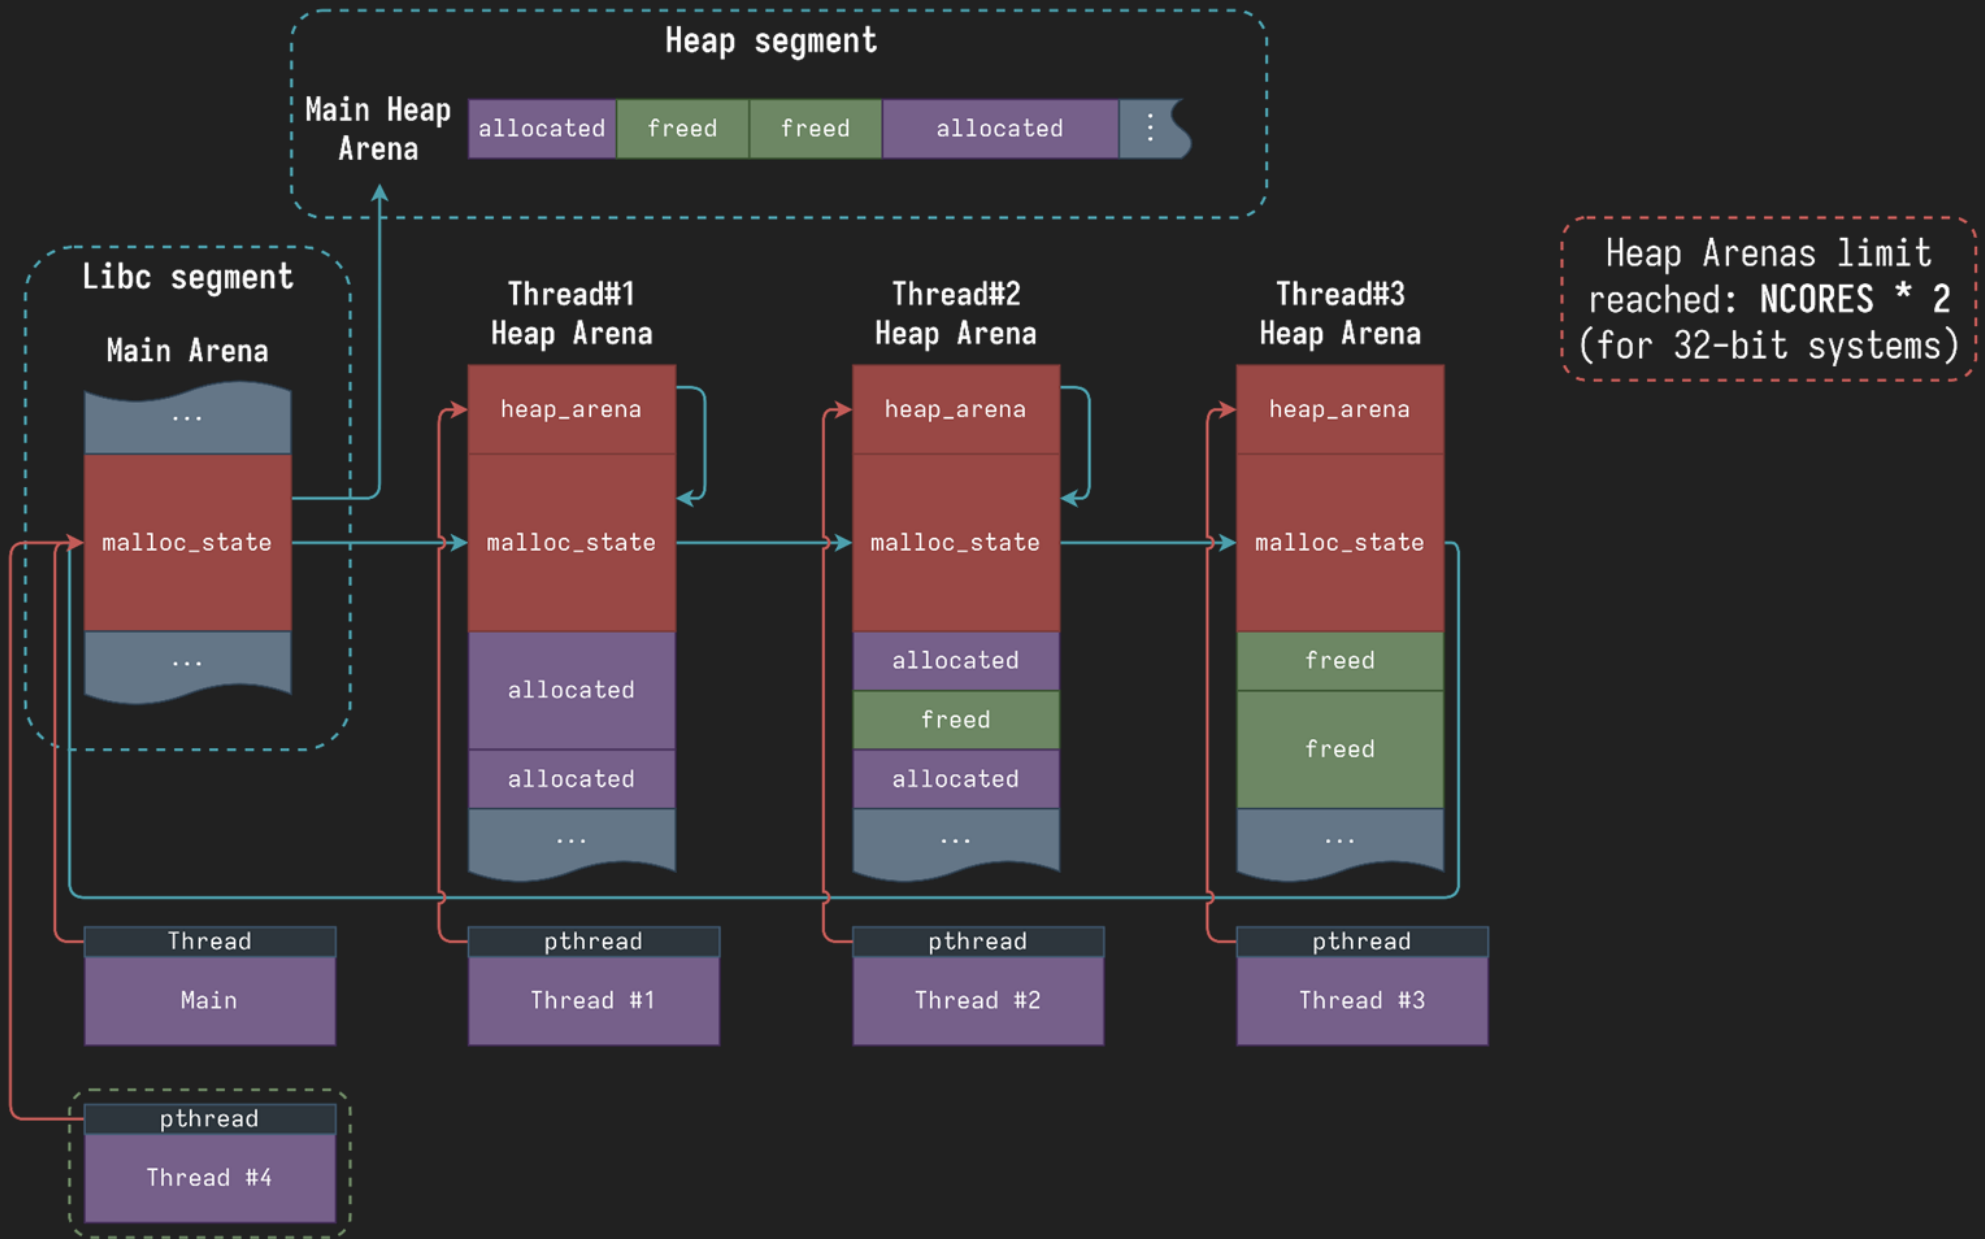 Heap segment
Main Heap
Arena
allocated
freed
freed
allocated
⋮
Libc segment
Main Arena
...
malloc_state
...
Thread#1
Heap Arena
heap_arena
malloc_state
allocated
allocated
...
Thread#2
Heap Arena
heap_arena
malloc_state
allocated
freed
allocated
...
Thread#3
Heap Arena
heap_arena
malloc_state
freed
freed
...
Heap Arenas limit
reached: NCORES * 2
(for 32-bit systems)
Thread
Main
pthread
Thread #1
pthread
Thread #2
pthread
Thread #3
pthread
Thread #4